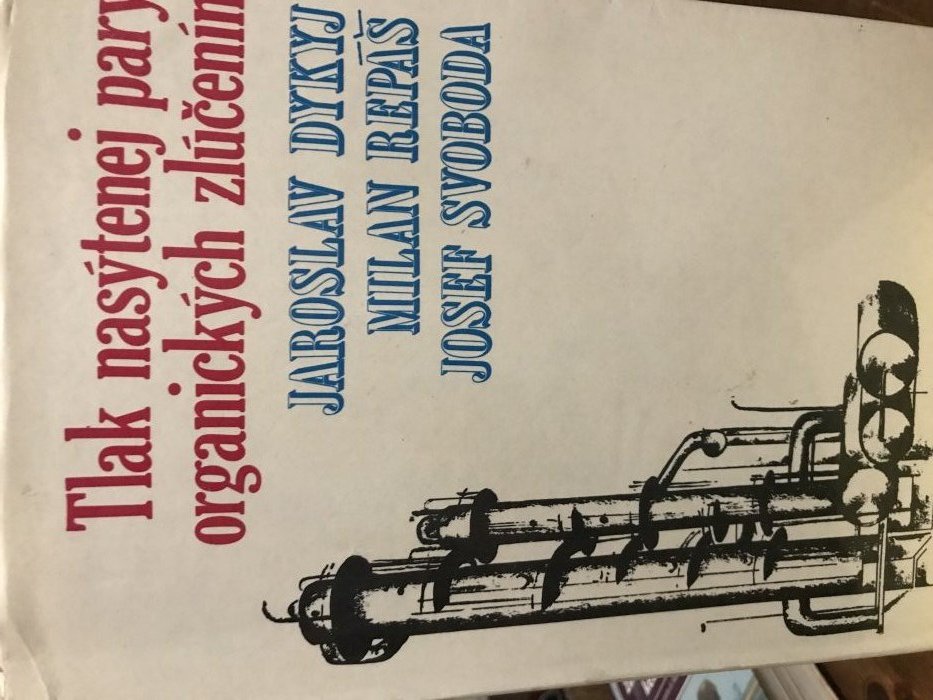 Tlak nasýtenej pary
organických zlúčenín
JAROSLAV DYKYJ
MILAN REPÁŠ
JOSEF SVOBODA